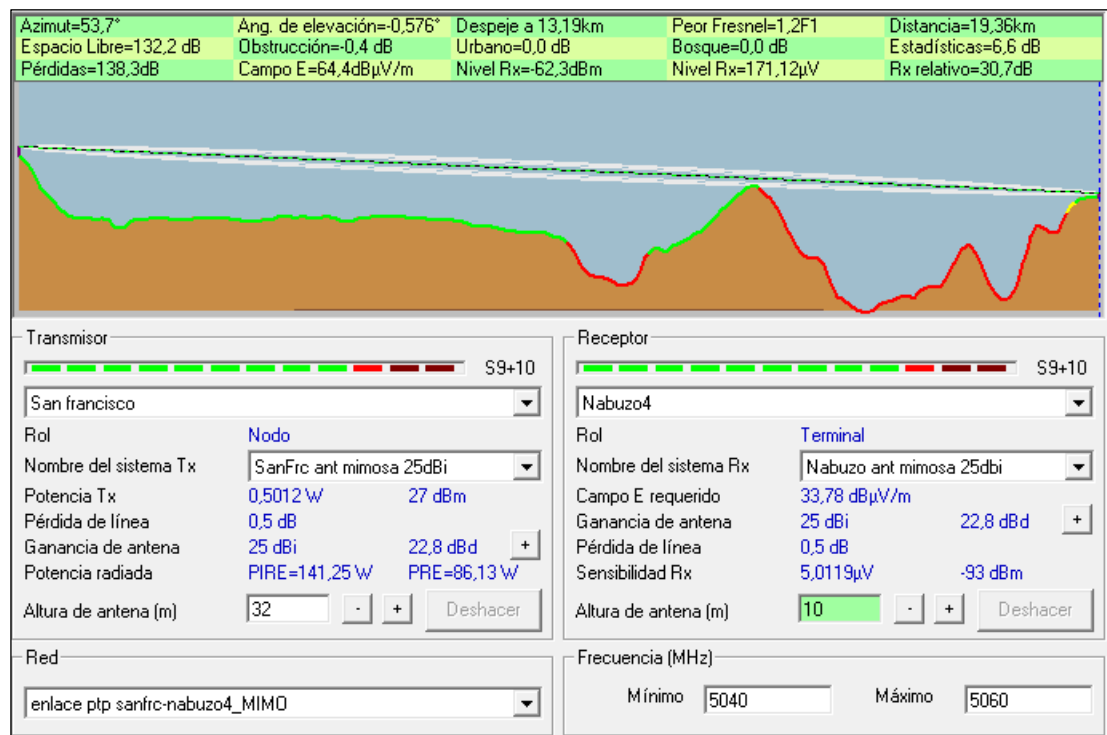 Azimut=53,7° Ang. de elevación=-0,576° Despeje a 13,19km Peor Fresnel=1,2F1 Distancia=19,36km
Espacio Libre=132,2 dB Obstrucción=-0,4 dB Urbano=0,0 dB Bosque=0,0 dB Estadísticas=6,6 dB
Pérdidas=138,3dB Campo E=64,4dBµV/m Nivel Rx=-62,3dBm Nivel Rx=171,12µV Rx relativo=30,7dB
Transmisor
S9+10
San francisco
Rol Nodo
Nombre del sistema Tx SanFrc ant mimosa 25dBi
Potencia Tx 0,5012 W 27 dBm
Pérdida de línea 0,5 dB
Ganancia de antena 25 dBi 22,8 dBd +
Potencia radiada PIRE=141,25 W PRE=86,13 W
Altura de antena (m) 32 - + Deshacer
Red
enlace ptp sanfrc-nabuzo4_MIMO
Receptor
S9+10
Nabuzo4
Rol Terminal
Nombre del sistema Rx Nabuzo ant mimosa 25dbi
Campo E requerido 33,78 dBµV/m
Ganancia de antena 25 dBi 22,8 dBd +
Pérdida de línea 0,5 dB
Sensibilidad Rx 5,0119µV -93 dBm
Altura de antena (m) 10 - + Deshacer
Frecuencia (MHz)
Mínimo 5040 Máximo 5060